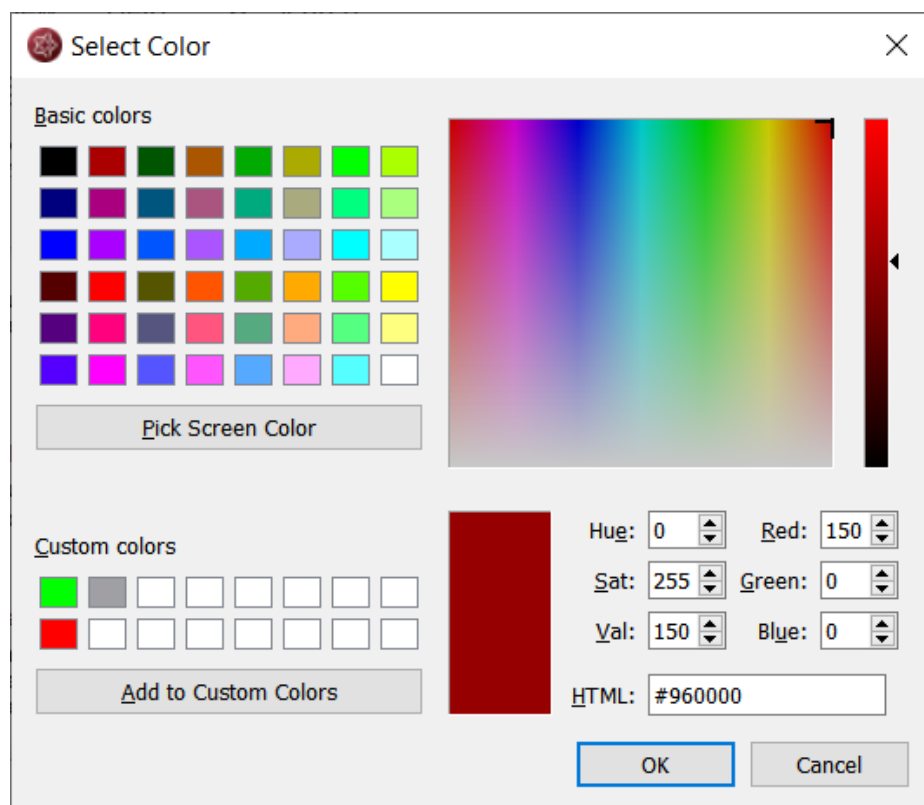 Select Color
Basic colors
Pick Screen Color
Custom colors
Add to Custom Colors
Hue: 0 Red: 150
Sat: 255 Green: 0
Val: 150 Blue: 0
HTML: #960000
OK Cancel